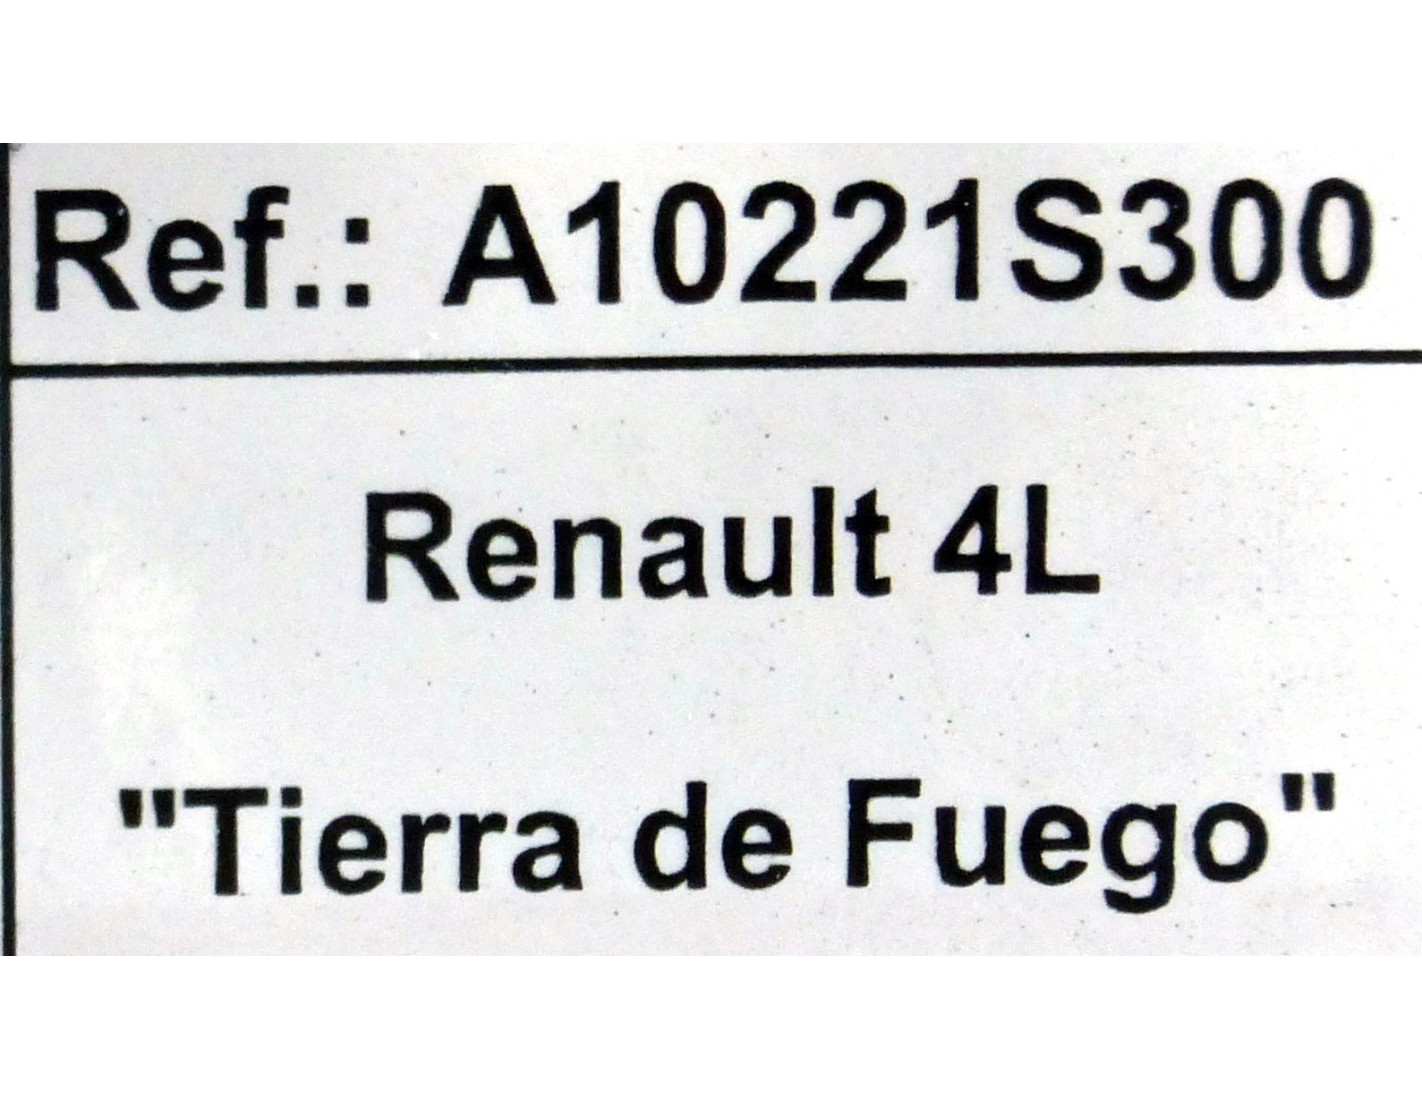 Ref.: A10221S300
Renault 4L
"Tierra de Fuego"